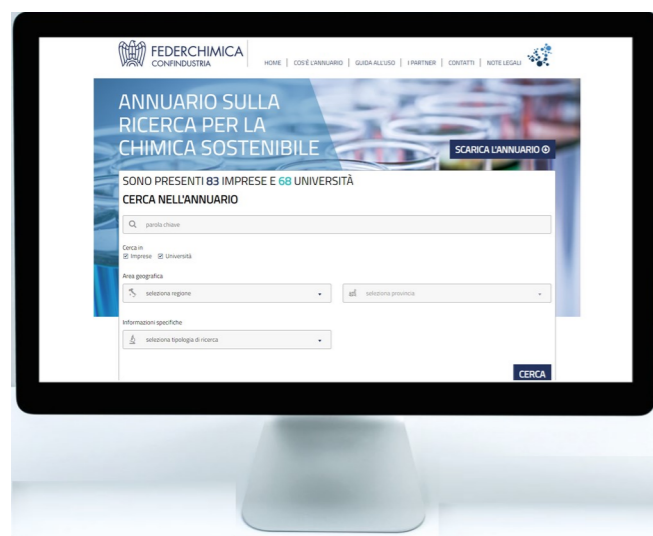 FEDERCHIMICA
CONFINDUSTRIA
HOME | COS'È L'ANNUARIO | GUIDA ALL'USO | I PARTNER | CONTATTI | NOTE LEGALI
ANNUARIO SULLA
RICERCA PER LA
CHIMICA SOSTENIBILE
SCARICA L'ANNUARIO
SONO PRESENTI 83 IMPRESE E 68 UNIVERSITÀ
CERCA NELL'ANNUARIO
parola chiave
Cerca in
Imprese Università
Area geografica
seleziona regione seleziona provincia
Informazioni specifiche
seleziona tipologia di ricerca
CERCA